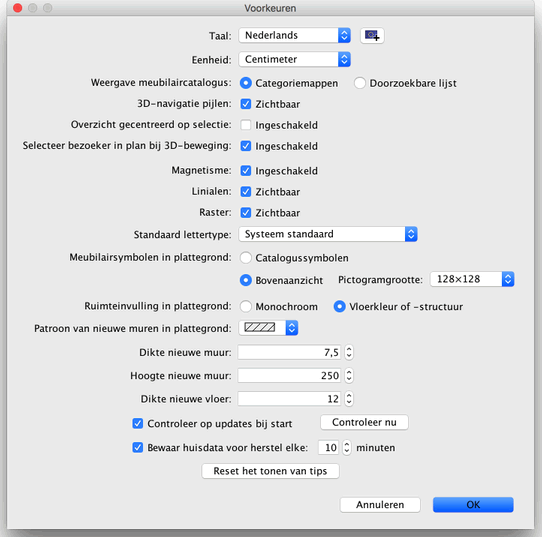 Voorkeuren
Taal: Nederlands
Eenheid: Centimeter
Weergave meubilaircatalogus: Categoriemappen Doorzoekbare lijst
3D-navigatie pijlen: Zichtbaar
Overzicht gecentreerd op selectie: Ingeschakeld
Selecteer bezoeker in plan bij 3D-beweging: Ingeschakeld
Magnetisme: Ingeschakeld
Linialen: Zichtbaar
Raster: Zichtbaar
Standaard lettertype: Systeem standaard
Meubilairsymbolen in plattegrond: Catalogussymbolen
Bovenaanzicht Pictogramgrootte: 128×128
Ruimteinvulling in plattegrond: Monochroom Vloerkleur of -structuur
Patroon van nieuwe muren in plattegrond:
Dikte nieuwe muur: 7,5
Hoogte nieuwe muur: 250
Dikte nieuwe vloer: 12
Controleer op updates bij start Controleer nu
Bewaar huisdata voor herstel elke: 10 minuten
Reset het tonen van tips
Annuleren OK